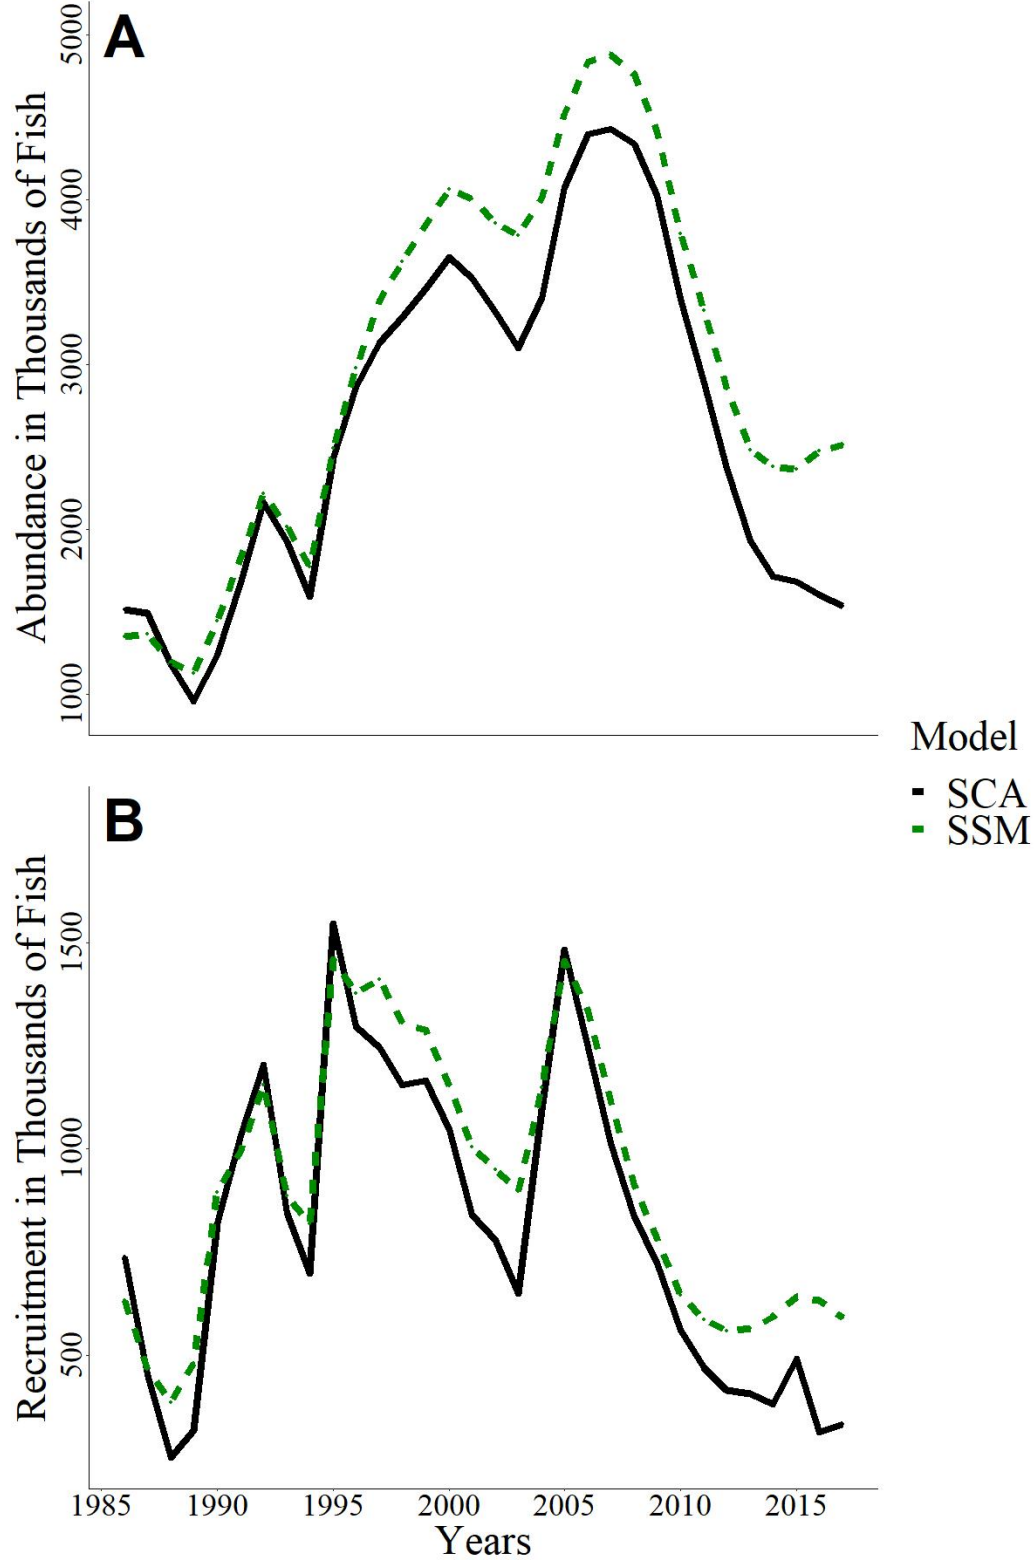 A
Abundance in Thousands of Fish
5000
4000
3000
2000
1000
Model
SCA
SSM
B
Recruitment in Thousands of Fish
1500
1000
500
1985 1990 1995 2000 2005 2010 2015
Years